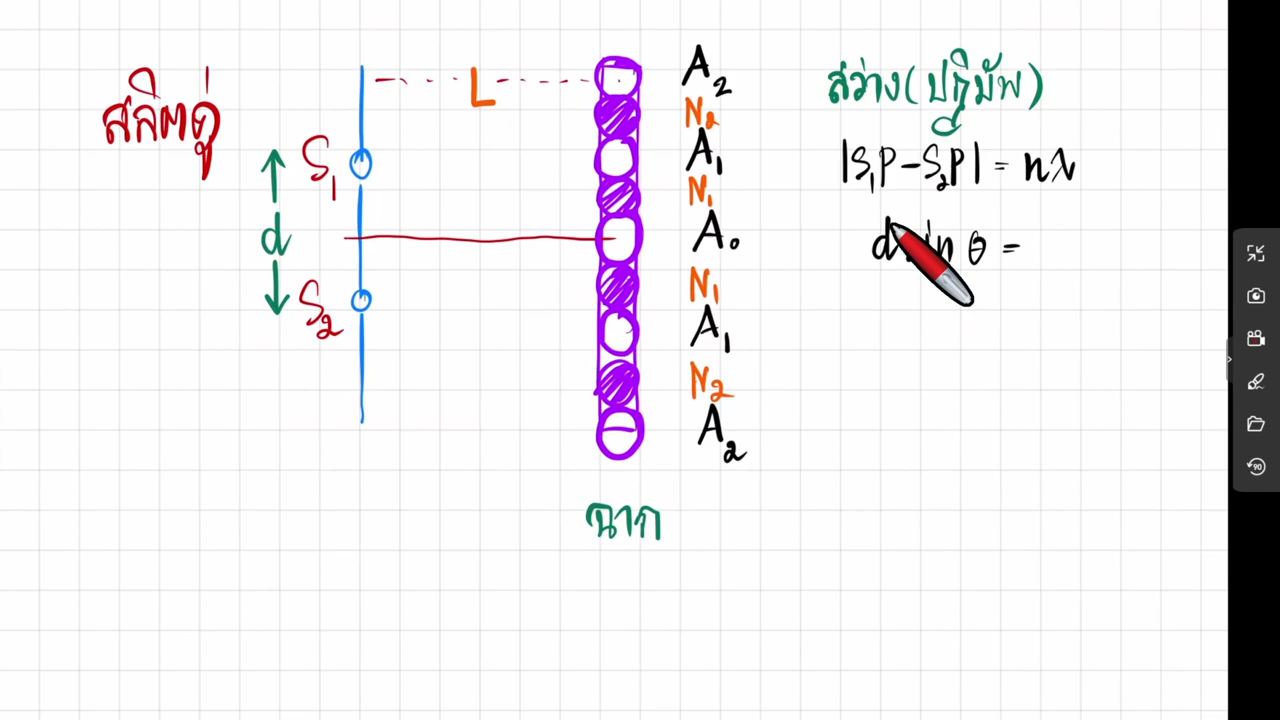 สลิตคู่
L
S₁
d
S₂
A₂
N₂
A₁
N₁
A₀
N₁
A₁
N₂
A₂
ฉาก
สว่าง(ปฏิบัพ)
|S₁P-S₂P| = nλ
θ =
90